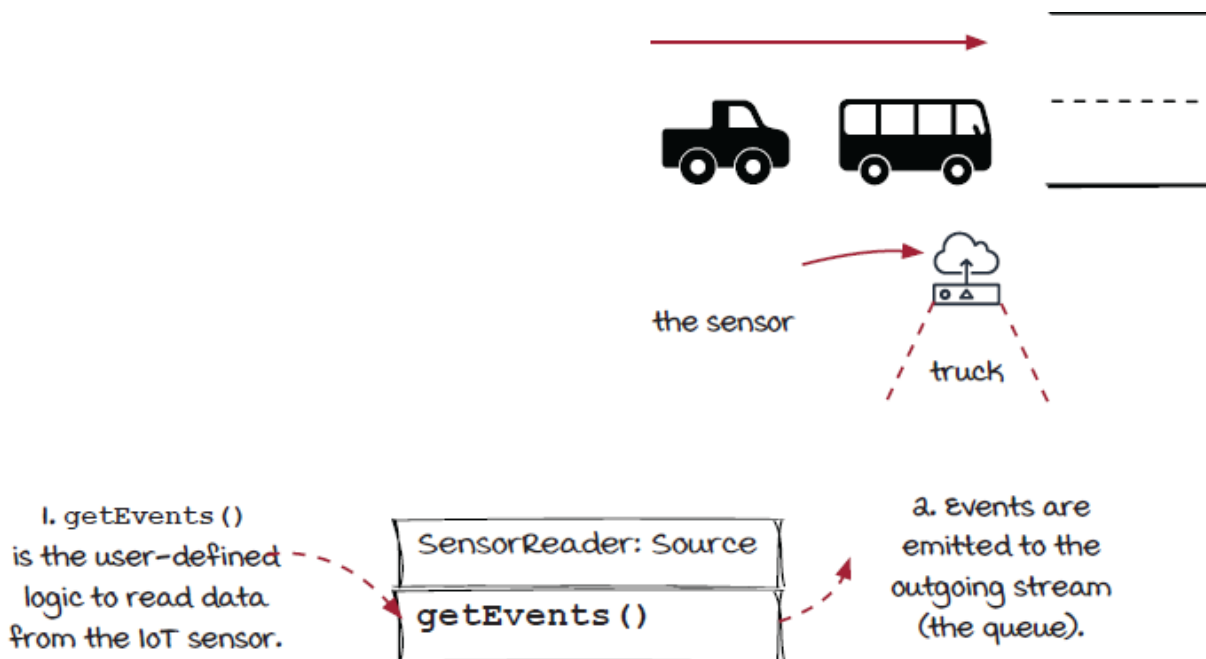 the sensor
truck
1. getEvents()
is the user-defined
logic to read data
from the IoT sensor.
SensorReader: Source
getEvents()
2. Events are
emitted to the
outgoing stream
(the queue).